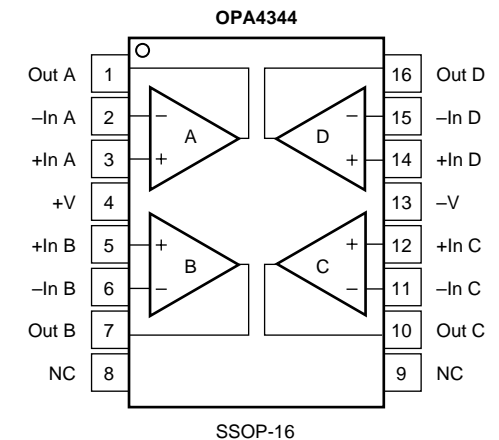 OPA4344
Out A 1 16 Out D
–In A 2 – – 15 –In D
A D
+In A 3 + + 14 +In D
+V 4 13 –V
+In B 5 + + 12 +In C
B C
–In B 6 – – 11 –In C
Out B 7 10 Out C
NC 8 9 NC
SSOP-16